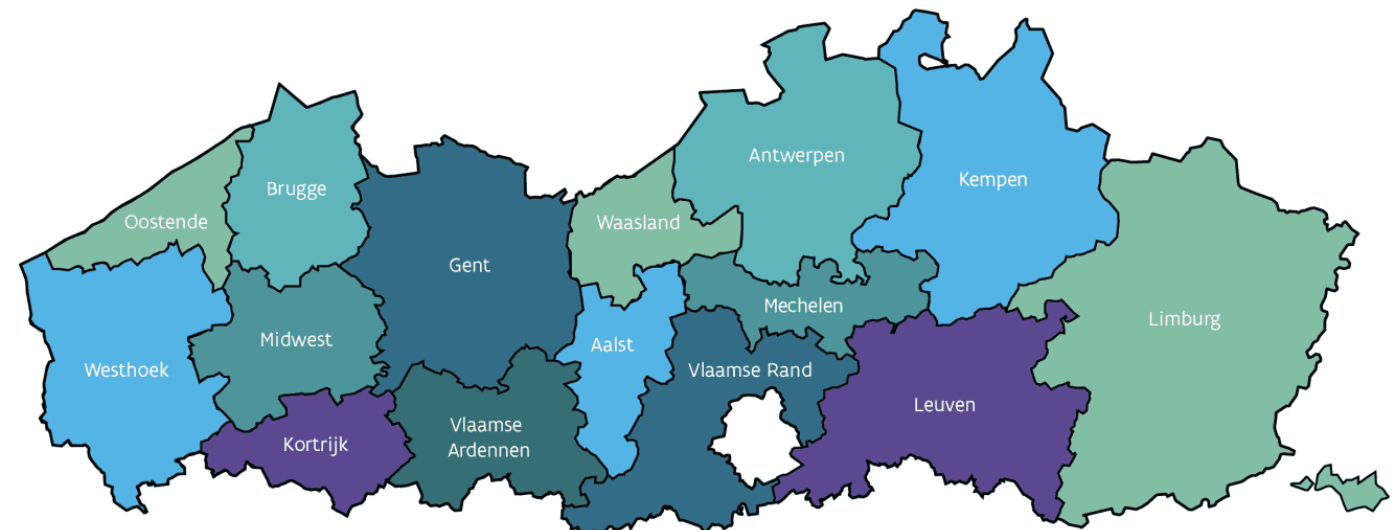 Antwerpen
Kempen
Brugge
Oostende
Waasland
Gent
Mechelen
Limburg
Midwest
Aalst
Westhoek
Vlaamse Rand
Leuven
Vlaamse
Ardennen
Kortrijk